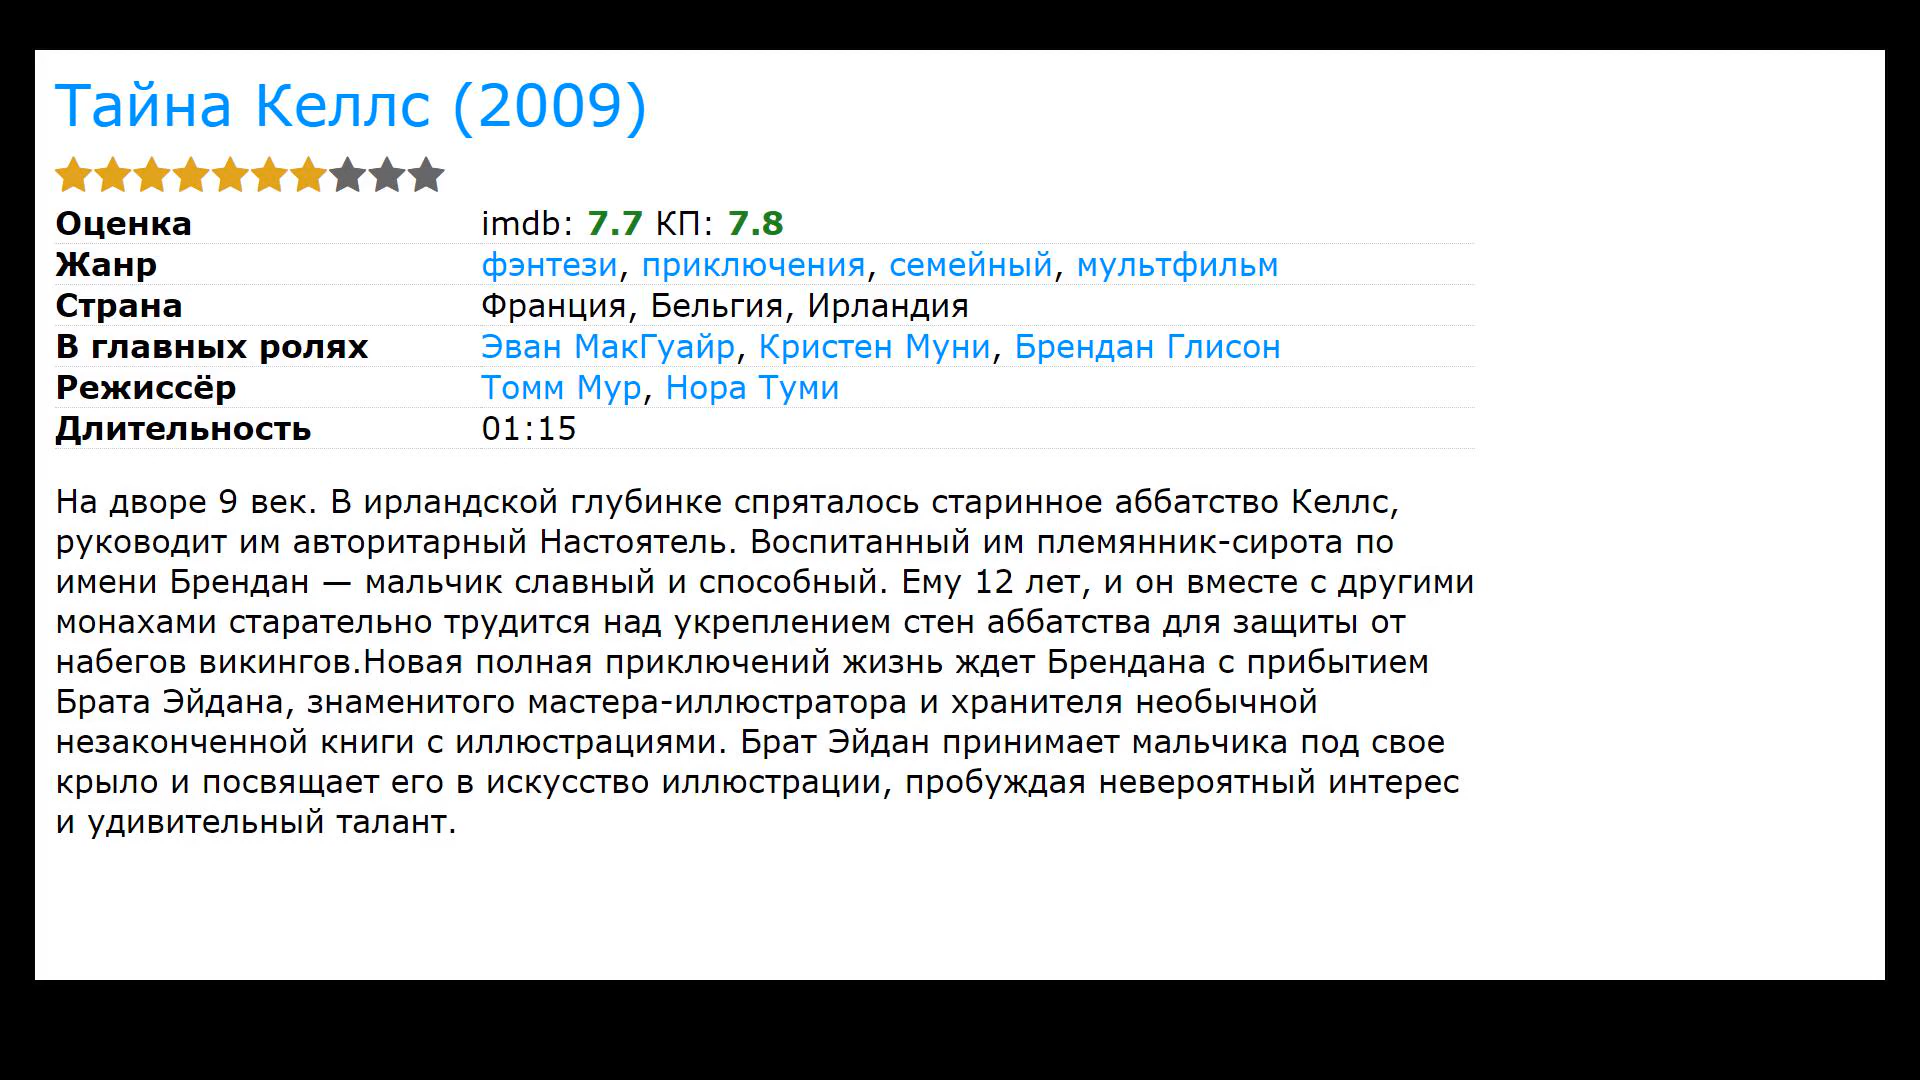 Тайна Келлс (2009)
Оценка imdb: 7.7 КП: 7.8
Жанр фэнтези, приключения, семейный, мультфильм
Страна Франция, Бельгия, Ирландия
В главных ролях Эван МакГуайр, Кристен Муни, Брендан Глисон
Режиссёр Томм Мур, Нора Туми
Длительность 01:15
На дворе 9 век. В ирландской глубинке спряталось старинное аббатство Келлс,
руководит им авторитарный Настоятель. Воспитанный им племянник-сирота по
имени Брендан — мальчик славный и способный. Ему 12 лет, и он вместе с другими
монахами старательно трудится над укреплением стен аббатства для защиты от
набегов викингов.Новая полная приключений жизнь ждет Брендана с прибытием
Брата Эйдана, знаменитого мастера-иллюстратора и хранителя необычной
незаконченной книги с иллюстрациями. Брат Эйдан принимает мальчика под свое
крыло и посвящает его в искусство иллюстрации, пробуждая невероятный интерес
и удивительный талант.